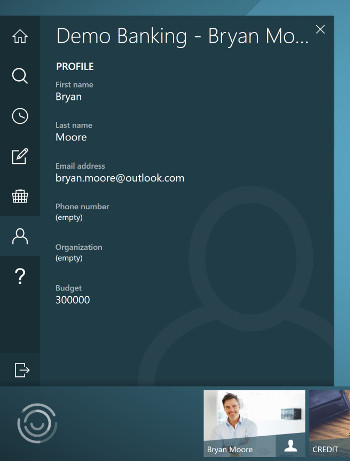 Demo Banking - Bryan Mo...
PROFILE
First name
Bryan
Last name
Moore
Email address
bryan.moore@outlook.com
Phone number
(empty)
Organization
(empty)
Budget
300000
?
Bryan Moore
CREDIT